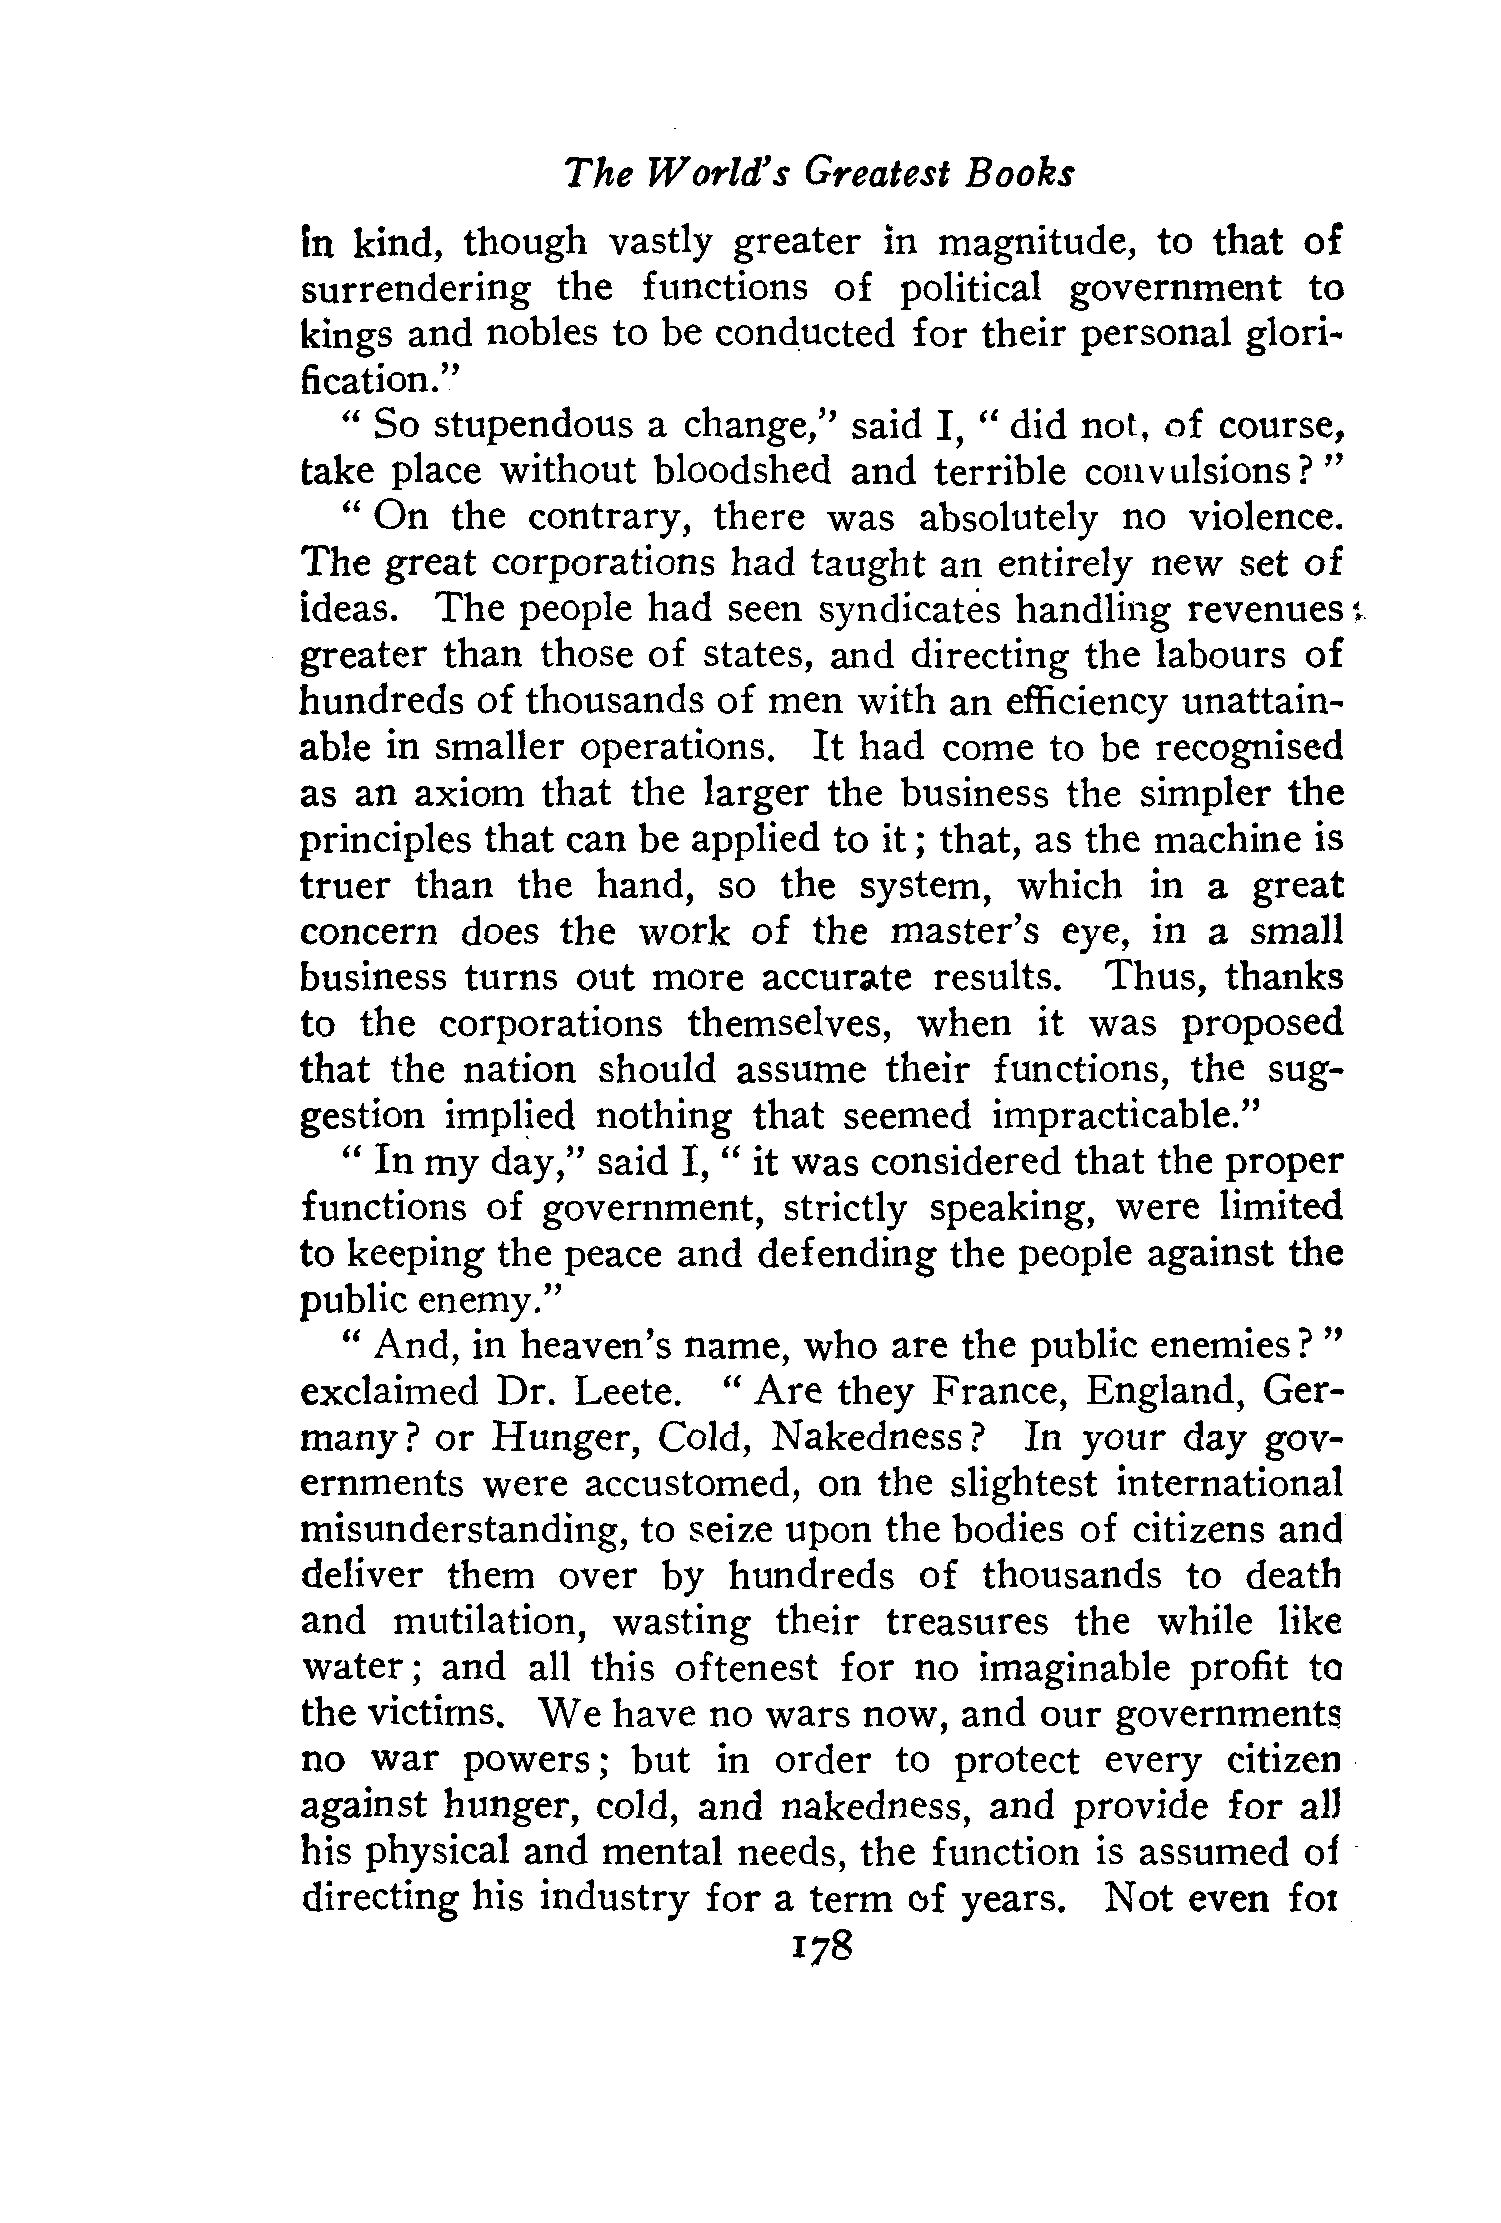 The World's Greatest Books
in kind, though vastly greater in magnitude, to that of
surrendering the functions of political government to
kings and nobles to be conducted for their personal glori-
fication."
" So stupendous a change," said I, " did not, of course,
take place without bloodshed and terrible convulsions? "
" On the contrary, there was absolutely no violence.
The great corporations had taught an entirely new set of
ideas. The people had seen syndicates handling revenues
greater than those of states, and directing the labours of
hundreds of thousands of men with an efficiency unattain-
able in smaller operations. It had come to be recognised
as an axiom that the larger the business the simpler the
principles that can be applied to it ; that, as the machine is
truer than the hand, so the system, which in a great
concern does the work of the master's eye, in a small
business turns out more accurate results. Thus, thanks
to the corporations themselves, when it was proposed
that the nation should assume their functions, the sug-
gestion implied nothing that seemed impracticable."
" In my day," said I, " it was considered that the proper
functions of government, strictly speaking, were limited
to keeping the peace and defending the people against the
public enemy."
" And, in heaven's name, who are the public enemies? "
exclaimed Dr. Leete. " Are they France, England, Ger-
many? or Hunger, Cold, Nakedness? In your day gov-
ernments were accustomed, on the slightest international
misunderstanding, to seize upon the bodies of citizens and
deliver them over by hundreds of thousands to death
and mutilation, wasting their treasures the while like
water ; and all this oftenest for no imaginable profit to
the victims. We have no wars now, and our governments
no war powers ; but in order to protect every citizen
against hunger, cold, and nakedness, and provide for all
his physical and mental needs, the function is assumed of
directing his industry for a term of years. Not even for
178